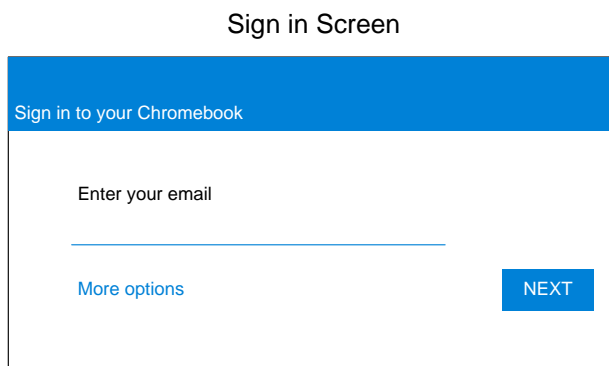 Sign in Screen
Sign in to your Chromebook
Enter your email
More options
NEXT